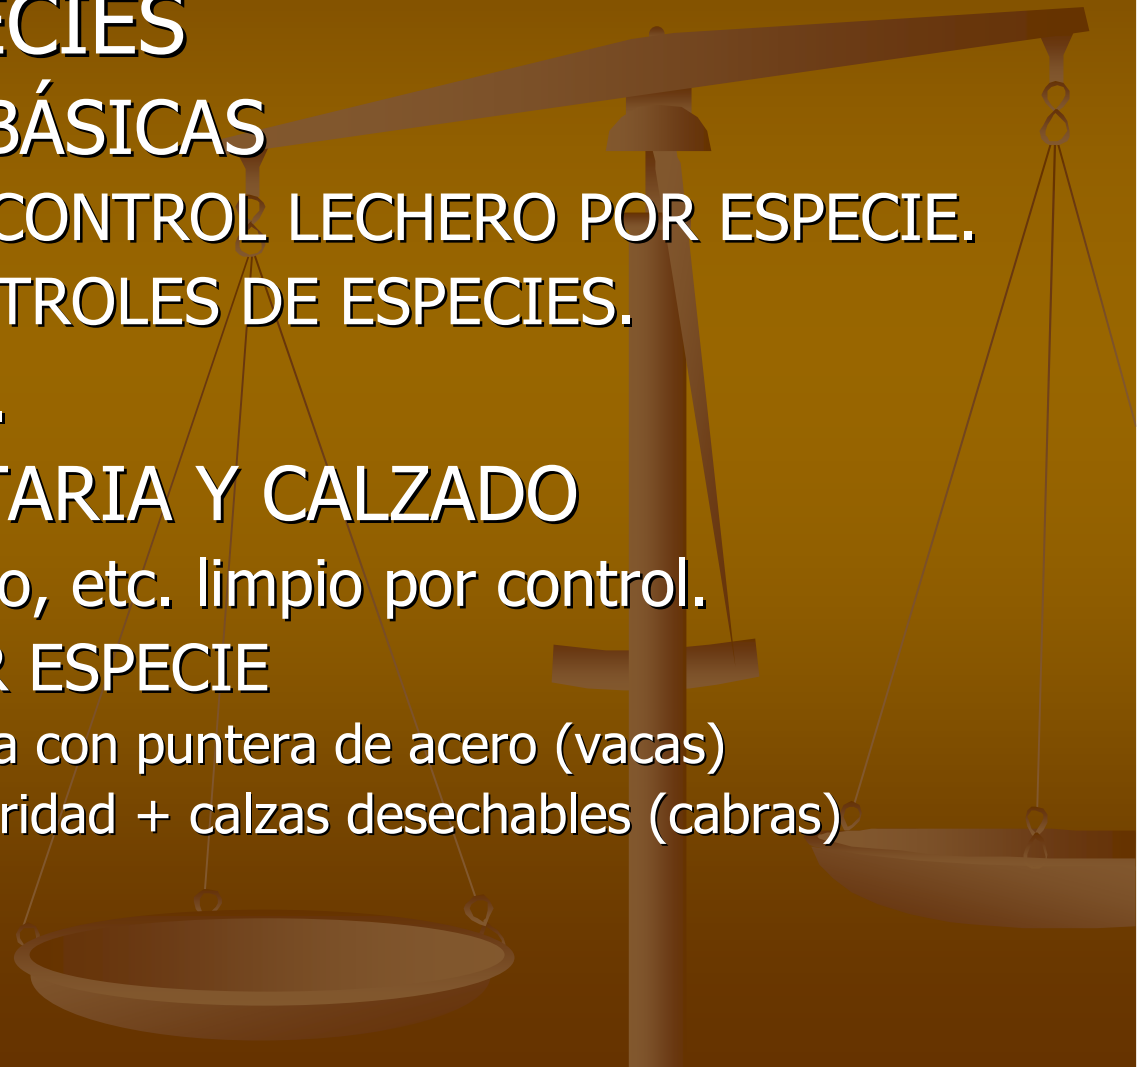 ECIES
BÁSICAS
CONTROL LECHERO POR ESPECIE.
TROLES DE ESPECIES.
.
TARIA Y CALZADO
o, etc. limpio por control.
R ESPECIE
a con puntera de acero (vacas)
ridad + calzas desechables (cabras)